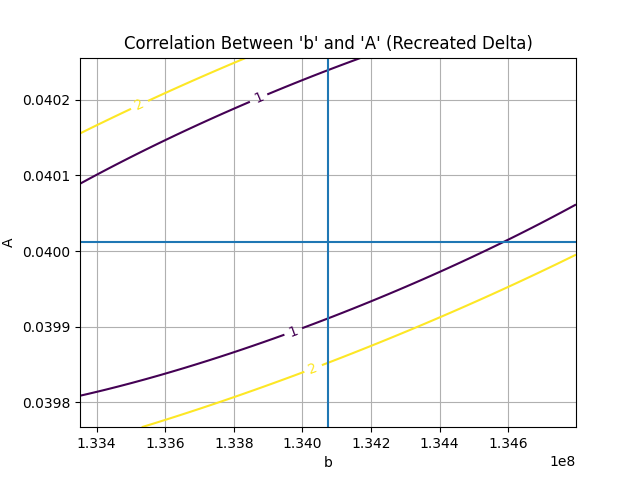 Correlation Between 'b' and 'A' (Recreated Delta)
0.0402
0.0401
0.0400
0.0399
0.0398
A
2
1
1
2
1.334 1.336 1.338 1.340 1.342 1.344 1.346
b
1e8